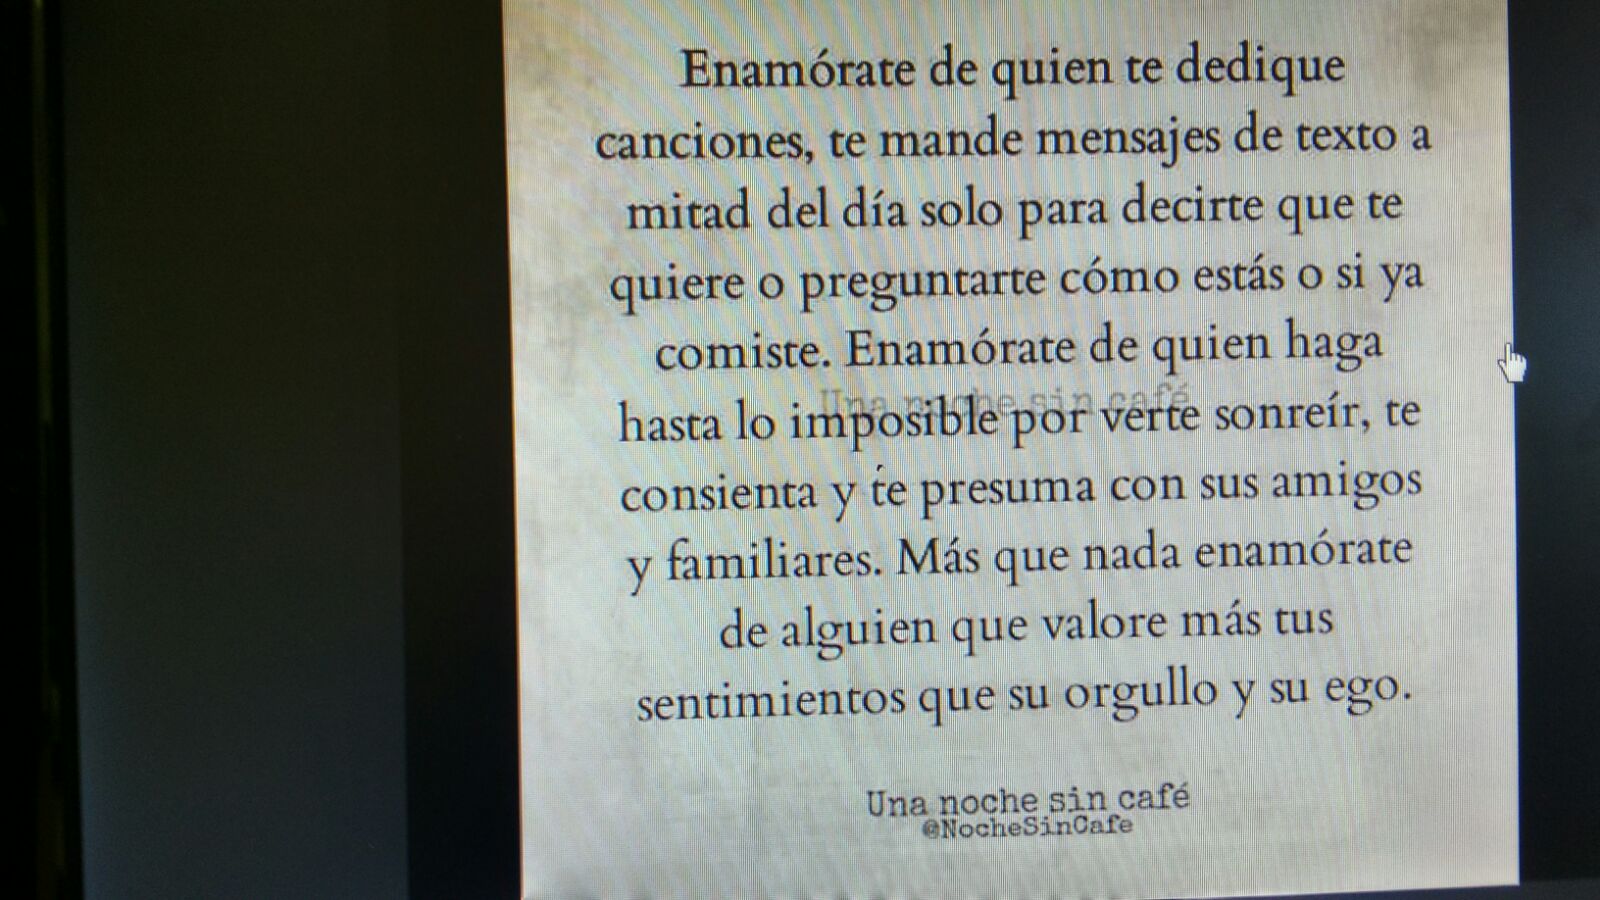 Enamórate de quien te dedique
canciones, te mande mensajes de texto a
mitad del día solo para decirte que te
quiere o preguntarte cómo estás o si ya
comiste. Enamórate de quien haga
Una noche sin café
hasta lo imposible por verte sonreír, te
consienta y te presuma con sus amigos
y familiares. Más que nada enamórate
de alguien que valore más tus
sentimientos que su orgullo y su ego.
Una noche sin café
@NocheSinCafe